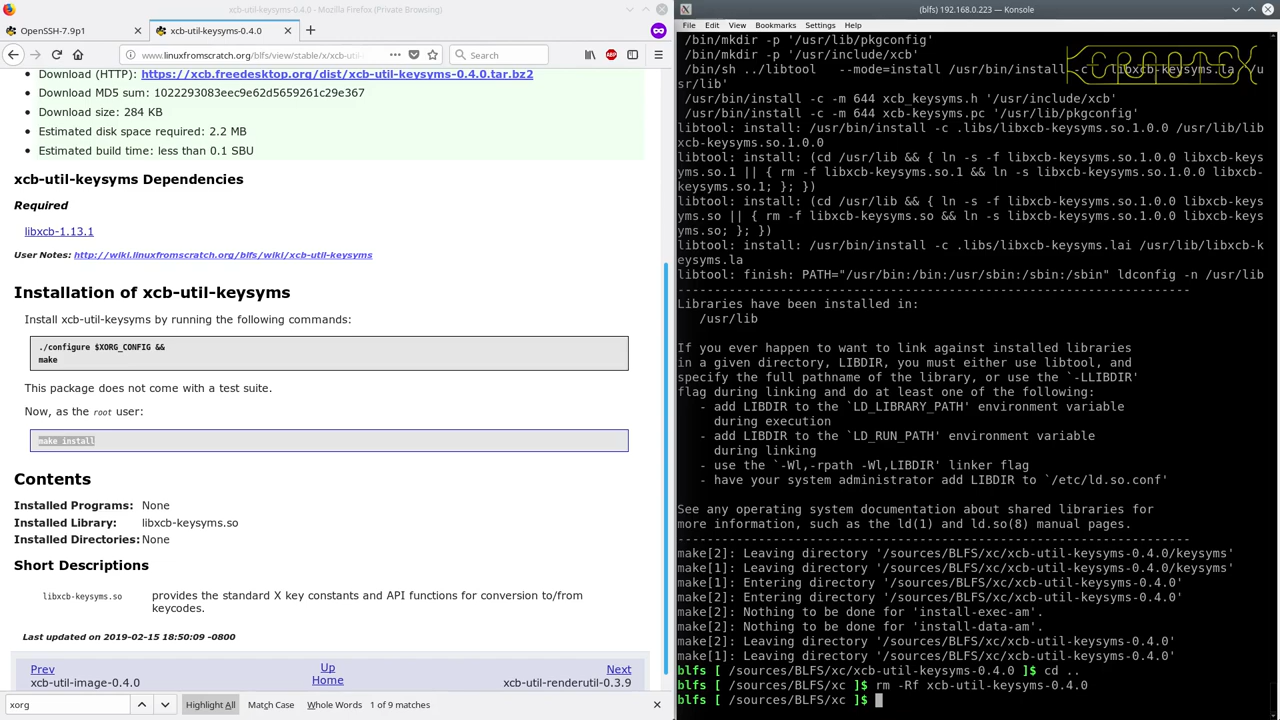 xcb-util-keysyms-0.4.0 - Mozilla Firefox (Private Browsing)
OpenSSH-7.9p1
xcb-util-keysyms-0.4.0
www.linuxfromscratch.org/blfs/view/stable/x/xcb-util-
Search
Download (HTTP): https://xcb.freedesktop.org/dist/xcb-util-keysyms-0.4.0.tar.bz2
Download MD5 sum: 1022293083eec9e62d5659261c29e367
Download size: 284 KB
Estimated disk space required: 2.2 MB
Estimated build time: less than 0.1 SBU
xcb-util-keysyms Dependencies
Required
libxcb-1.13.1
User Notes: http://wiki.linuxfromscratch.org/blfs/wiki/xcb-util-keysyms
Installation of xcb-util-keysyms
Install xcb-util-keysyms by running the following commands:
./configure $XORG_CONFIG &&
make
This package does not come with a test suite.
Now, as the root user:
make install
Contents
Installed Programs: None
Installed Library: libxcb-keysyms.so
Installed Directories: None
Short Descriptions
libxcb-keysyms.so provides the standard X key constants and API functions for conversion to/from
keycodes.
Last updated on 2019-02-15 18:50:09 -0800
Prev
Up
Next
xcb-util-image-0.4.0
Home
xcb-util-renderutil-0.3.9
xorg
Highlight All
Match Case
Whole Words
1 of 9 matches
(blfs) 192.168.0.223 — Konsole
File Edit View Bookmarks Settings Help
/bin/mkdir -p '/usr/lib/pkgconfig'
/bin/mkdir -p '/usr/include/xcb'
/bin/sh ../libtool   --mode=install /usr/bin/install -c   libxcb-keysyms.la '/u
sr/lib'
/usr/bin/install -c -m 644 xcb_keysyms.h '/usr/include/xcb'
/usr/bin/install -c -m 644 xcb-keysyms.pc '/usr/lib/pkgconfig'
libtool: install: /usr/bin/install -c .libs/libxcb-keysyms.so.1.0.0 /usr/lib/lib
xcb-keysyms.so.1.0.0
libtool: install: (cd /usr/lib && { ln -s -f libxcb-keysyms.so.1.0.0 libxcb-keys
yms.so.1 || { rm -f libxcb-keysyms.so.1 && ln -s libxcb-keysyms.so.1.0.0 libxcb-
keysyms.so.1; }; })
libtool: install: (cd /usr/lib && { ln -s -f libxcb-keysyms.so.1.0.0 libxcb-keys
yms.so || { rm -f libxcb-keysyms.so && ln -s libxcb-keysyms.so.1.0.0 libxcb-keys
yms.so; }; })
libtool: install: /usr/bin/install -c .libs/libxcb-keysyms.lai /usr/lib/libxcb-k
eysyms.la
libtool: finish: PATH="/usr/bin:/bin:/usr/sbin:/sbin:/sbin" ldconfig -n /usr/lib
----------------------------------------------------------------------
Libraries have been installed in:
/usr/lib
If you ever happen to want to link against installed libraries
in a given directory, LIBDIR, you must either use libtool, and
specify the full pathname of the library, or use the `-LLIBDIR'
flag during linking and do at least one of the following:
- add LIBDIR to the `LD_LIBRARY_PATH' environment variable
during execution
- add LIBDIR to the `LD_RUN_PATH' environment variable
during linking
- use the `-Wl,-rpath -Wl,LIBDIR' linker flag
- have your system administrator add LIBDIR to `/etc/ld.so.conf'
See any operating system documentation about shared libraries for
more information, such as the ld(1) and ld.so(8) manual pages.
----------------------------------------------------------------------
make[2]: Leaving directory '/sources/BLFS/xc/xcb-util-keysyms-0.4.0/keysyms'
make[1]: Leaving directory '/sources/BLFS/xc/xcb-util-keysyms-0.4.0/keysyms'
make[1]: Entering directory '/sources/BLFS/xc/xcb-util-keysyms-0.4.0'
make[2]: Entering directory '/sources/BLFS/xc/xcb-util-keysyms-0.4.0'
make[2]: Nothing to be done for 'install-exec-am'.
make[2]: Nothing to be done for 'install-data-am'.
make[2]: Leaving directory '/sources/BLFS/xc/xcb-util-keysyms-0.4.0'
make[1]: Leaving directory '/sources/BLFS/xc/xcb-util-keysyms-0.4.0'
blfs [ /sources/BLFS/xc/xcb-util-keysyms-0.4.0 ]$ cd ..
blfs [ /sources/BLFS/xc ]$ rm -Rf xcb-util-keysyms-0.4.0
blfs [ /sources/BLFS/xc ]$